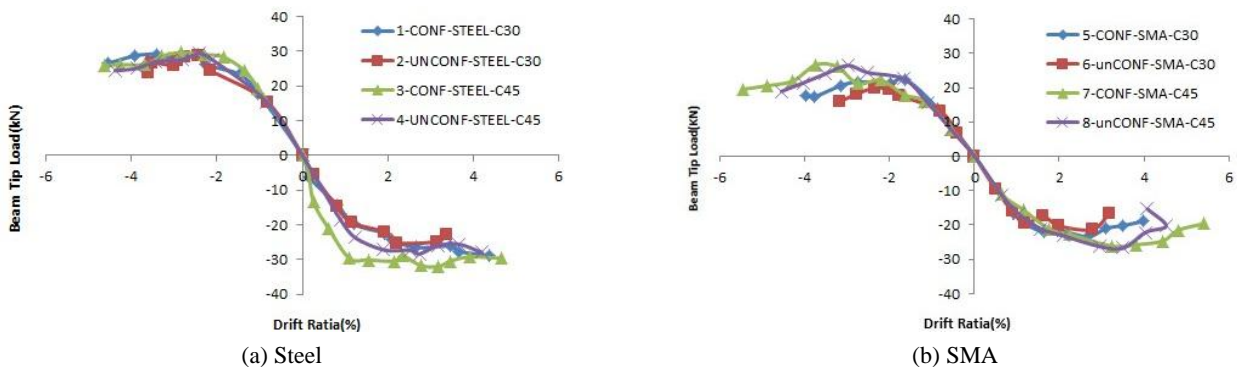 40
30
20
10
0
-10
-20
-30
-40
-6 -4 -2 0 2 4 6
Beam Tip Load(kN)
Drift Ratia(%)
1-CONF-STEEL-C30
2-UNCONF-STEEL-C30
3-CONF-STEEL-C45
4-UNCONF-STEEL-C45
(a) Steel
40
30
20
10
0
-10
-20
-30
-40
-6 -4 -2 0 2 4 6
Beam Tip Load(kN)
Drift Ratia(%)
5-CONF-SMA-C30
6-unCONF-SMA-C30
7-CONF-SMA-C45
8-unCONF-SMA-C45
(b) SMA